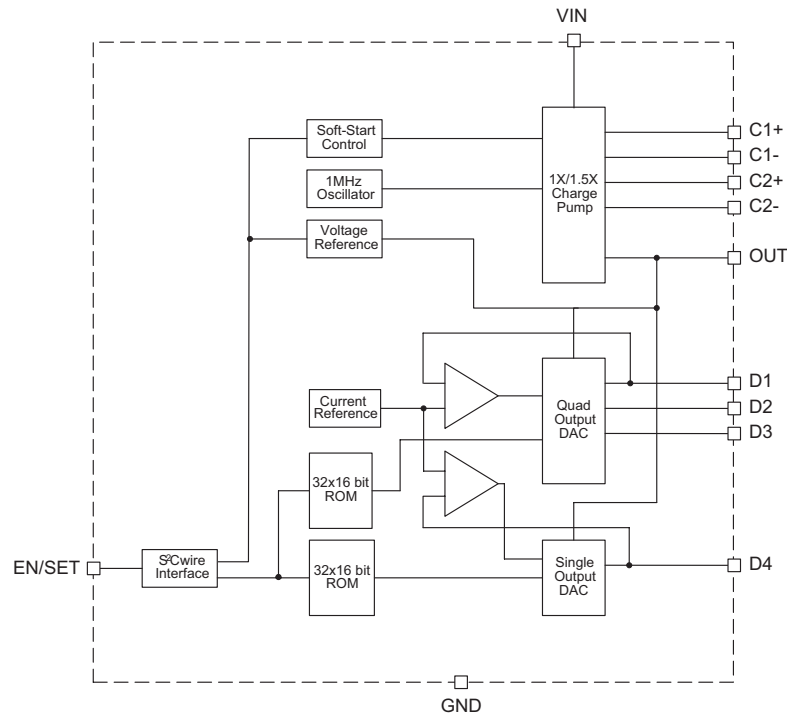 VIN
Soft-Start
Control
1MHz
Oscillator
Voltage
Reference
1X/1.5X
Charge
Pump
C1+
C1-
C2+
C2-
OUT
Current
Reference
Quad
Output
DAC
D1
D2
D3
32x16 bit
ROM
EN/SET
S²Cwire
Interface
32x16 bit
ROM
Single
Output
DAC
D4
GND